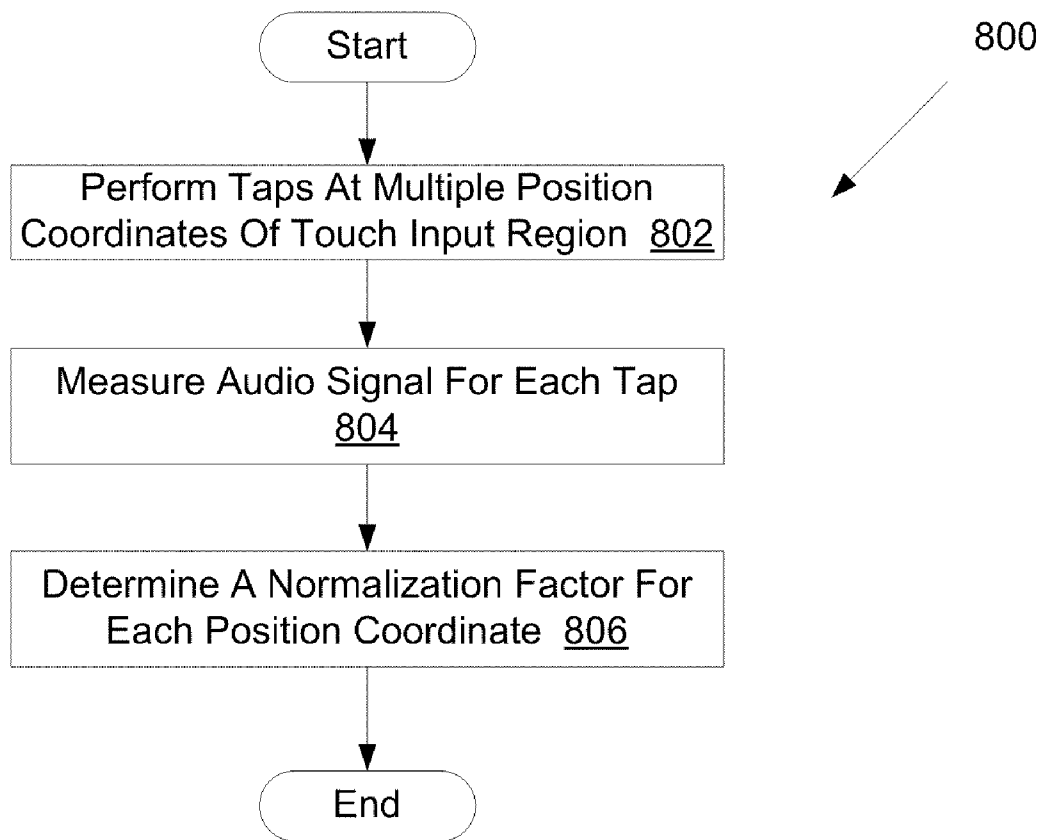 Start
800
Perform Taps At Multiple Position
Coordinates Of Touch Input Region 802
Measure Audio Signal For Each Tap
804
Determine A Normalization Factor For
Each Position Coordinate 806
End